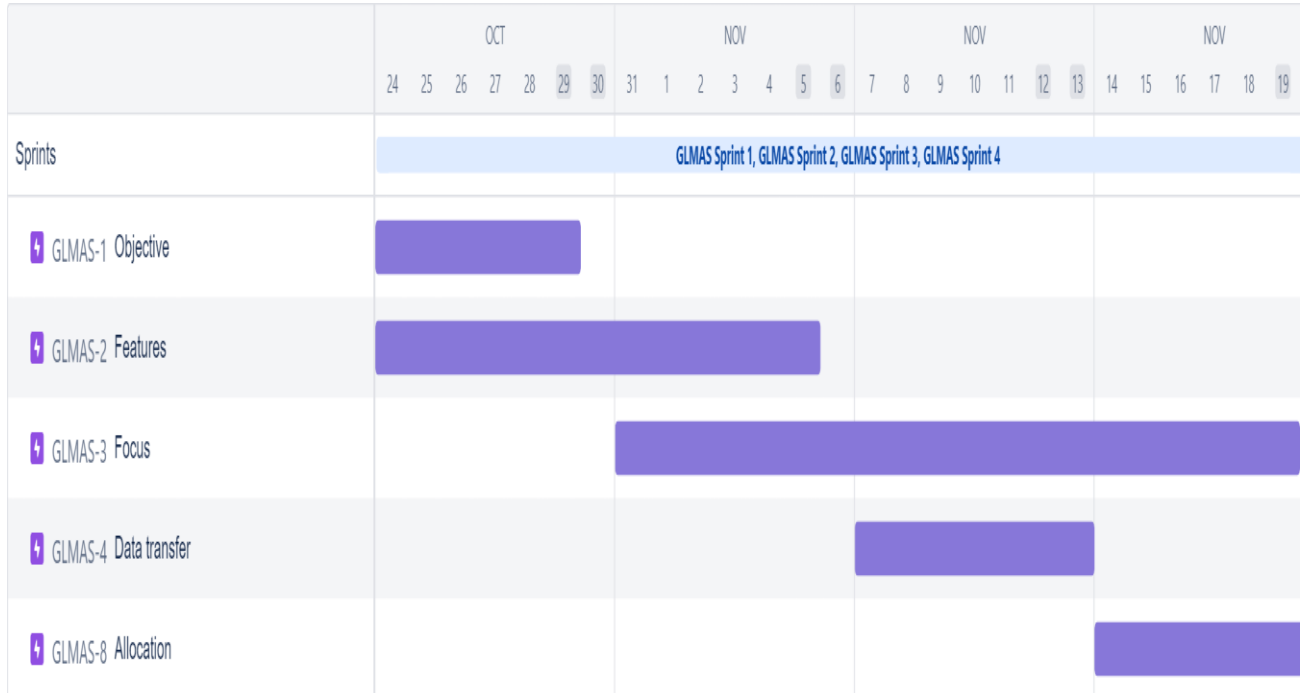 OCT NOV NOV NOV
24 25 26 27 28 29 30 31 1 2 3 4 5 6 7 8 9 10 11 12 13 14 15 16 17 18 19
Sprints GLMAS Sprint 1, GLMAS Sprint 2, GLMAS Sprint 3, GLMAS Sprint 4
GLMAS-1 Objective
GLMAS-2 Features
GLMAS-3 Focus
GLMAS-4 Data transfer
GLMAS-8 Allocation